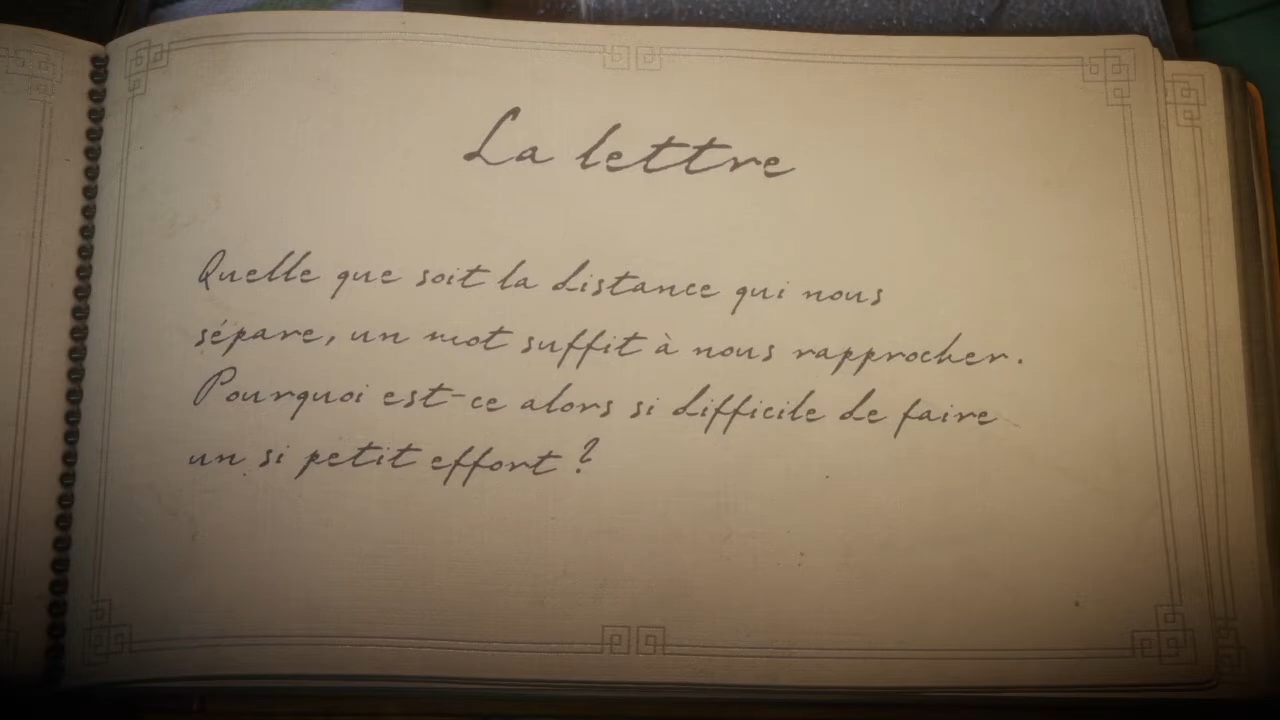 La lettre
Quelle que soit la distance qui nous
sépare, un mot suffit à nous rapprocher.
Pourquoi est-ce alors si difficile de faire
un si petit effort ?